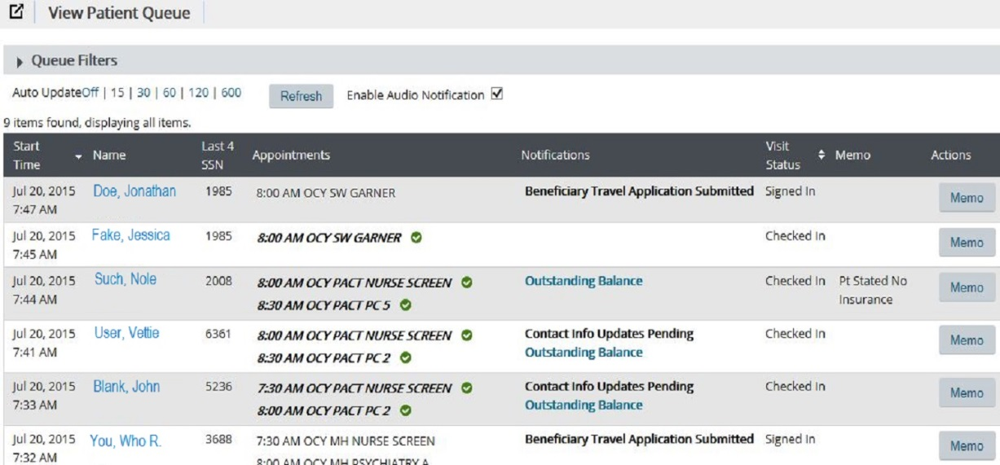 View Patient Queue
Queue Filters
Auto UpdateOff | 15 | 30 | 60 | 120 | 600 Refresh Enable Audio Notification
9 items found, displaying all items.
Start Time Name Last 4 SSN Appointments Notifications Visit Status Memo Actions
Jul 20, 2015 Doe, Jonathan 1985 8:00 AM OCY SW GARNER Beneficiary Travel Application Submitted Signed In Memo
7:47 AM
Jul 20, 2015 Fake, Jessica 1985 8:00 AM OCY SW GARNER Checked In Memo
7:45 AM
Jul 20, 2015 Such, Nole 2008 8:00 AM OCY PACT NURSE SCREEN Outstanding Balance Checked In Pt Stated No Memo
7:44 AM 8:30 AM OCY PACT PC 5 Insurance
Jul 20, 2015 User, Vettie 6361 8:00 AM OCY PACT NURSE SCREEN Contact Info Updates Pending Checked In Memo
7:41 AM 8:30 AM OCY PACT PC 2 Outstanding Balance
Jul 20, 2015 Blank, John 5236 7:30 AM OCY PACT NURSE SCREEN Contact Info Updates Pending Checked In Memo
7:33 AM 8:00 AM OCY PACT PC 2 Outstanding Balance
Jul 20, 2015 You, Who R. 3688 7:30 AM OCY MH NURSE SCREEN Beneficiary Travel Application Submitted Signed In Memo
7:32 AM 8:00 AM OCY MH PSYCHIATRY A